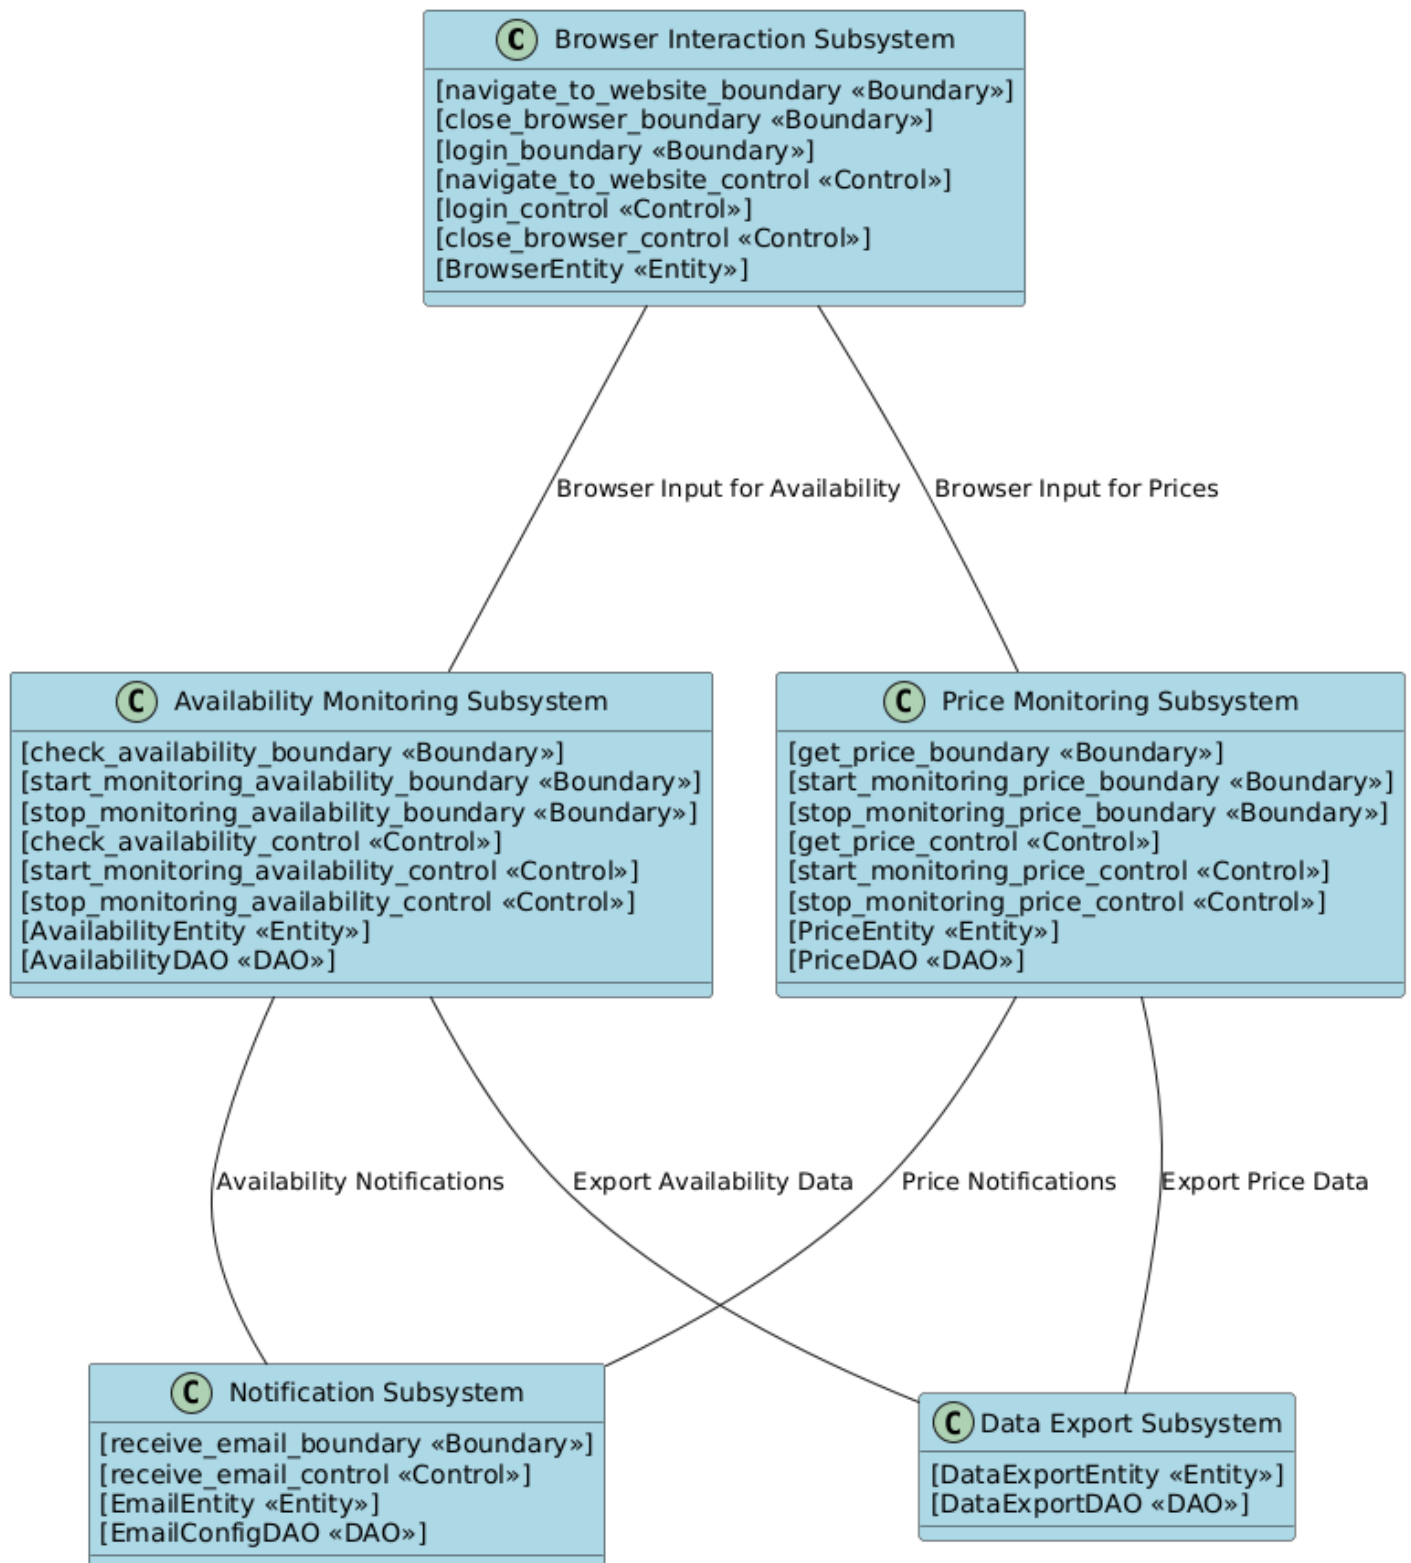 C Browser Interaction Subsystem
[navigate_to_website_boundary «Boundary»]
[close_browser_boundary «Boundary»]
[login_boundary «Boundary»]
[navigate_to_website_control «Control»]
[login_control «Control»]
[close_browser_control «Control»]
[BrowserEntity «Entity»]
Browser Input for Availability
Browser Input for Prices
C Availability Monitoring Subsystem
[check_availability_boundary «Boundary»]
[start_monitoring_availability_boundary «Boundary»]
[stop_monitoring_availability_boundary «Boundary»]
[check_availability_control «Control»]
[start_monitoring_availability_control «Control»]
[stop_monitoring_availability_control «Control»]
[AvailabilityEntity «Entity»]
[AvailabilityDAO «DAO»]
C Price Monitoring Subsystem
[get_price_boundary «Boundary»]
[start_monitoring_price_boundary «Boundary»]
[stop_monitoring_price_boundary «Boundary»]
[get_price_control «Control»]
[start_monitoring_price_control «Control»]
[stop_monitoring_price_control «Control»]
[PriceEntity «Entity»]
[PriceDAO «DAO»]
Availability Notifications
Export Availability Data
Price Notifications
Export Price Data
C Notification Subsystem
[receive_email_boundary «Boundary»]
[receive_email_control «Control»]
[EmailEntity «Entity»]
[EmailConfigDAO «DAO»]
C Data Export Subsystem
[DataExportEntity «Entity»]
[DataExportDAO «DAO»]